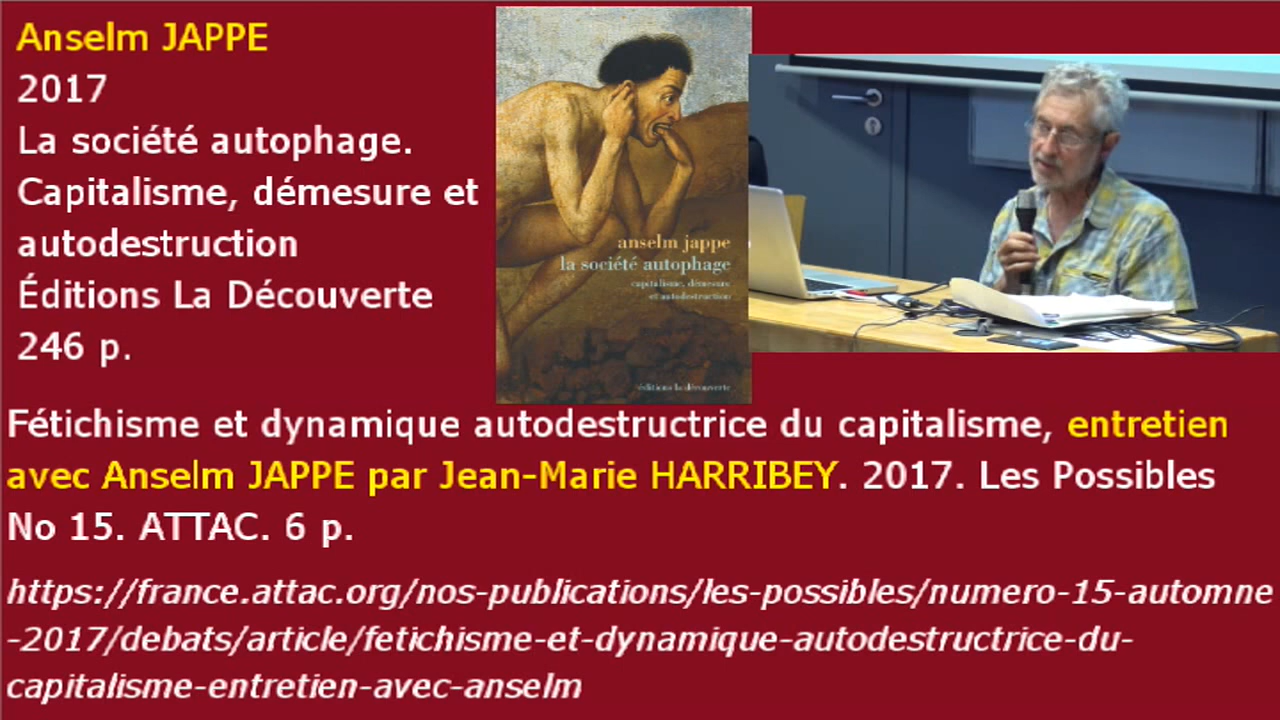 Anselm JAPPE
2017
La société autophage.
Capitalisme, démesure et
autodestruction
Éditions La Découverte
246 p.
anselm jappe
la société autophage
capitalisme, démesure
et autodestruction
éditions la découverte
Fétichisme et dynamique autodestructrice du capitalisme, entretien
avec Anselm JAPPE par Jean-Marie HARRIBEY. 2017. Les Possibles
No 15. ATTAC. 6 p.
https://france.attac.org/nos-publications/les-possibles/numero-15-automne
-2017/debats/article/fetichisme-et-dynamique-autodestructrice-du-
capitalisme-entretien-avec-anselm